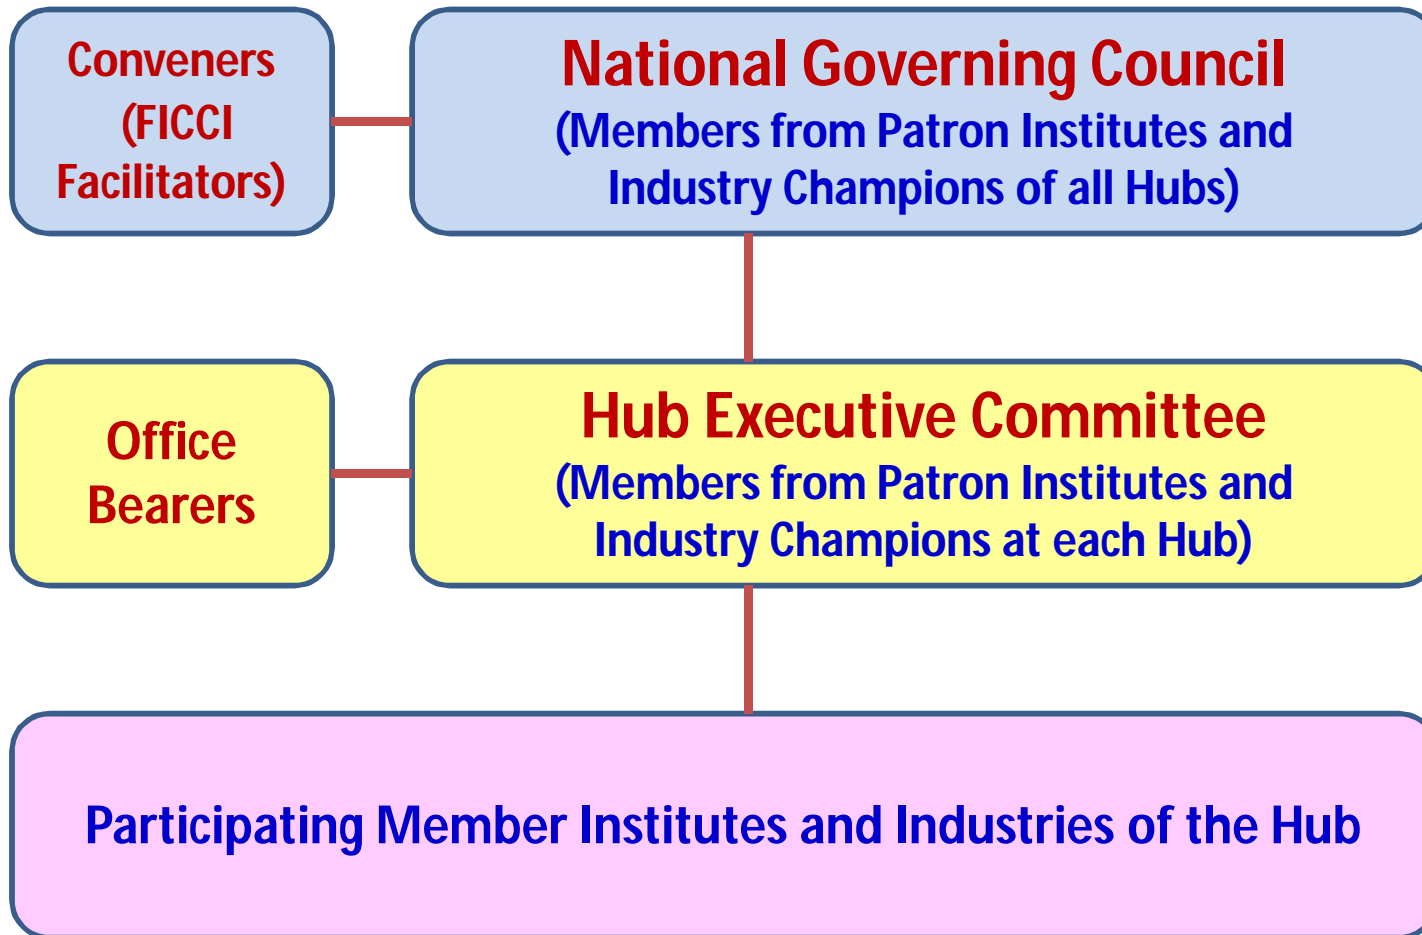 Conveners
(FICCI
Facilitators)
National Governing Council
(Members from Patron Institutes and
Industry Champions of all Hubs)
Office
Bearers
Hub Executive Committee
(Members from Patron Institutes and
Industry Champions at each Hub)
Participating Member Institutes and Industries of the Hub